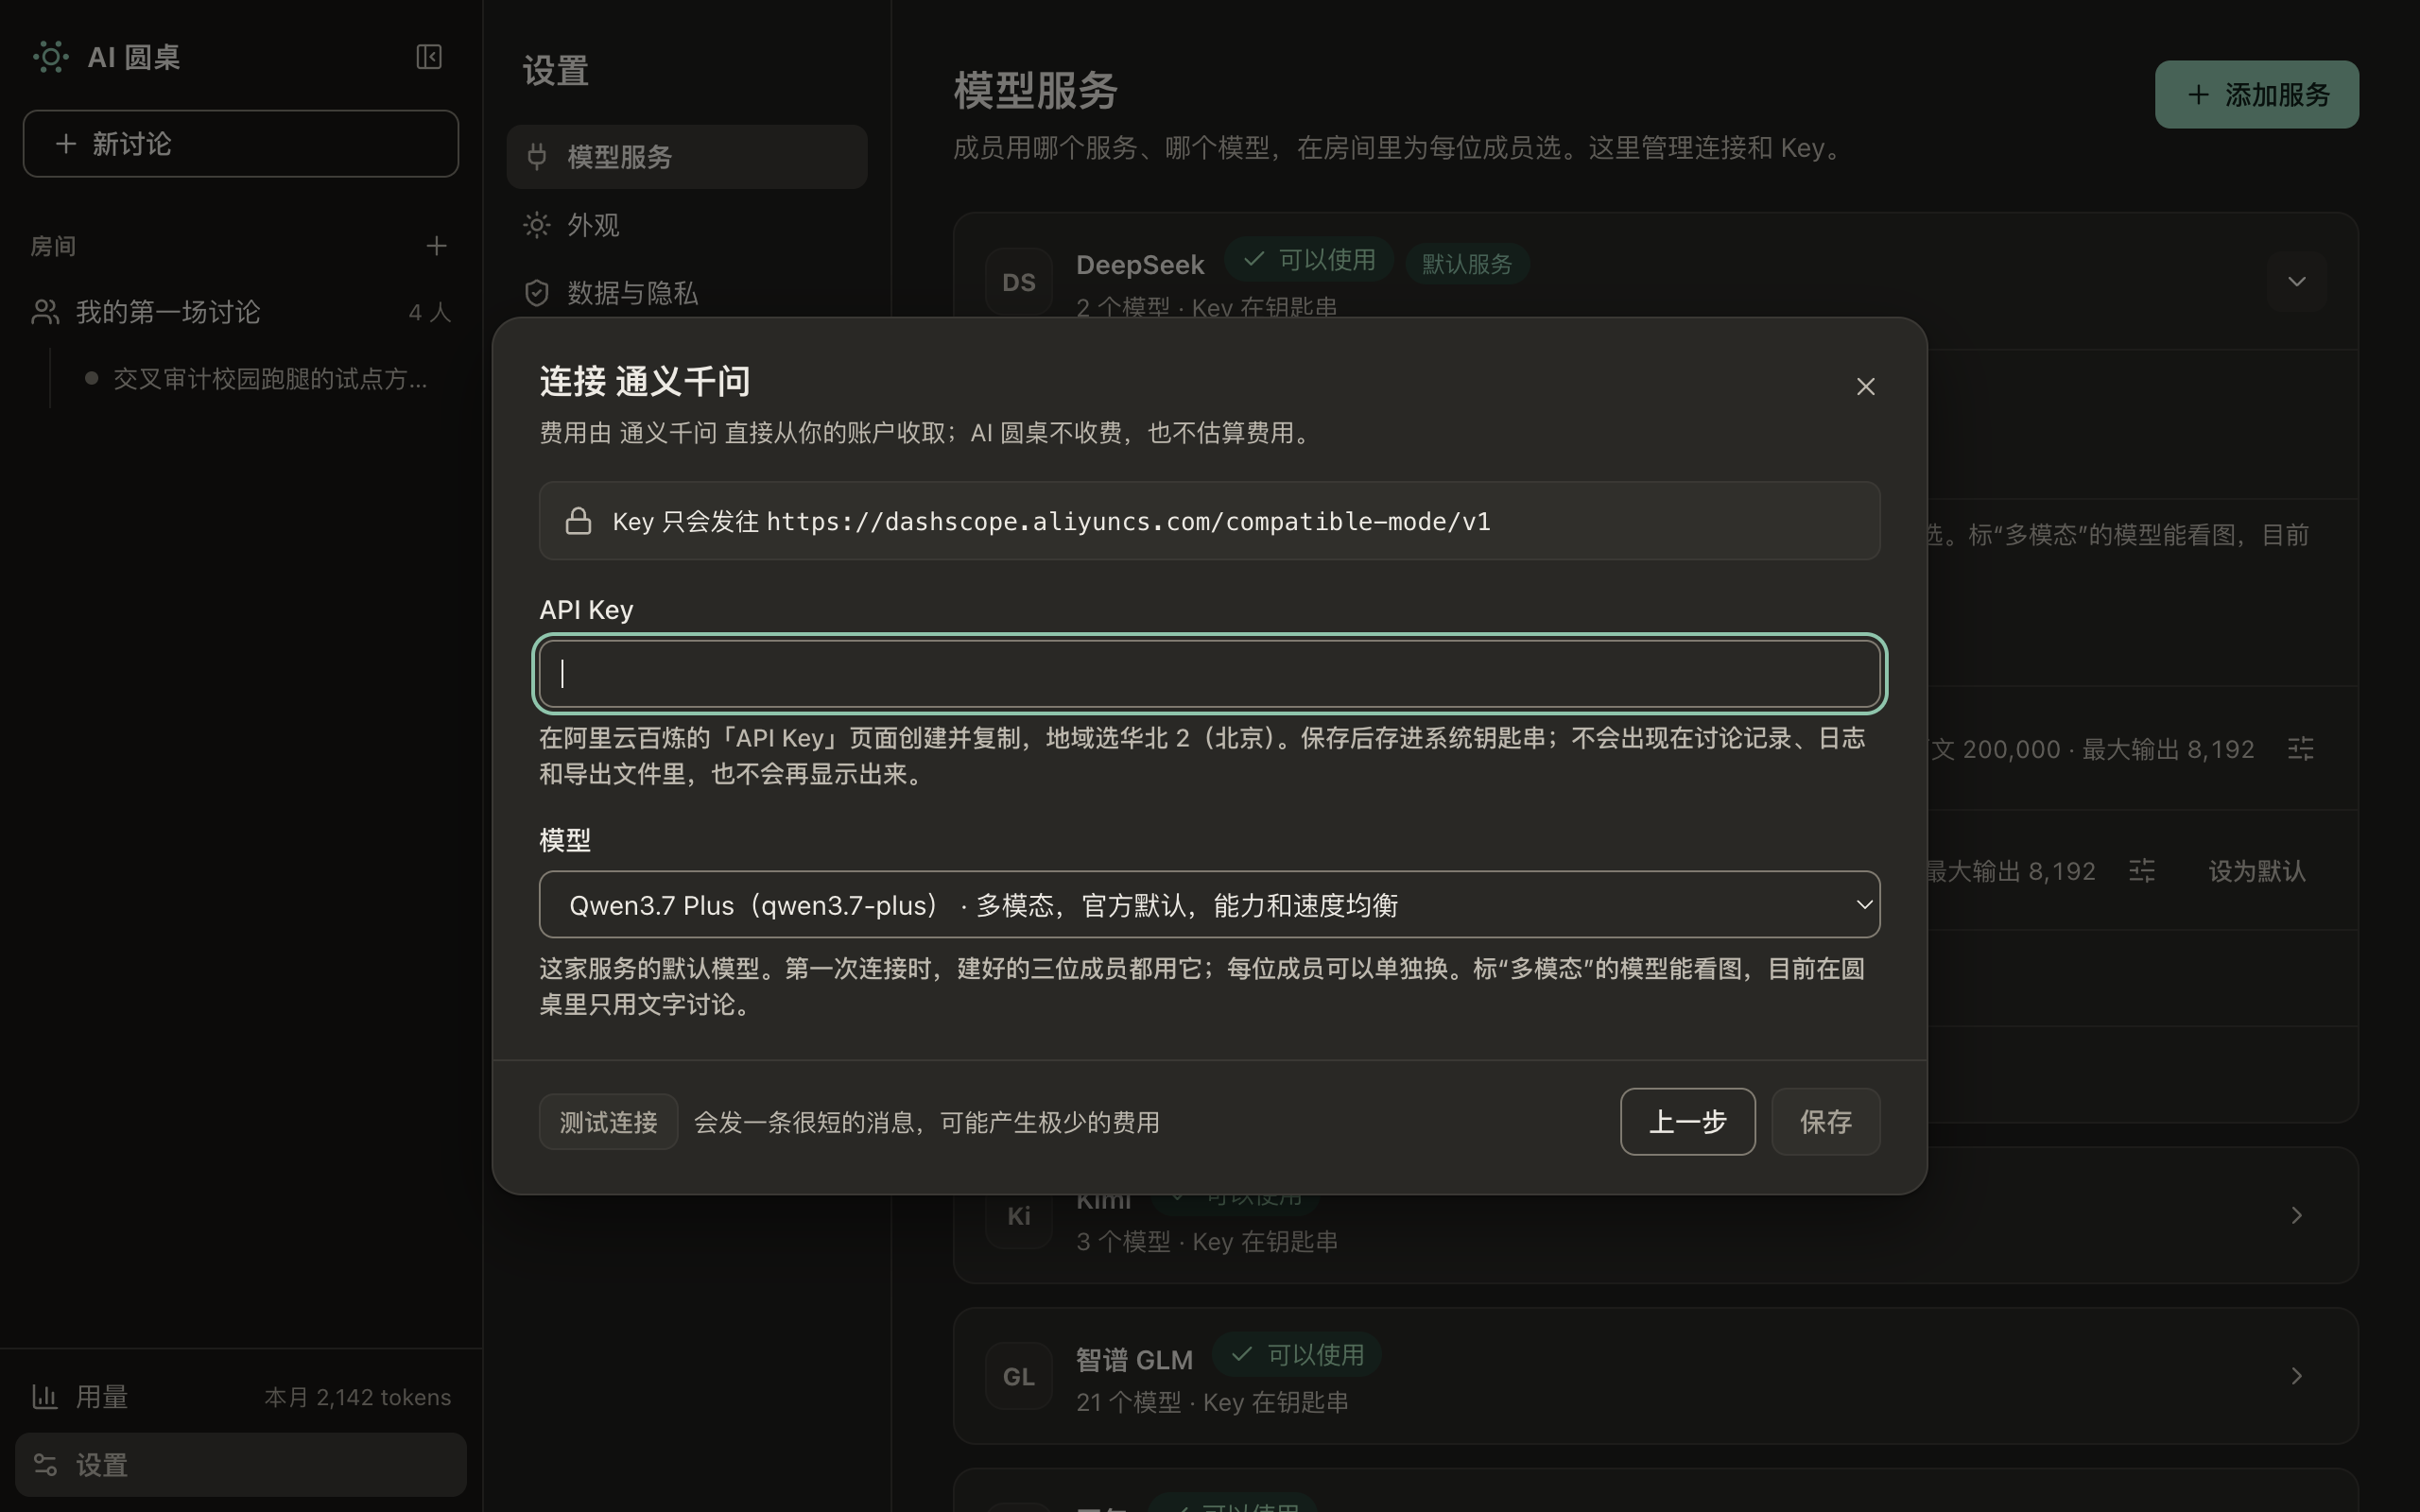 AI 圆桌
新讨论
房间
我的第一场讨论 4 人
交叉审计校园跑腿的试点方...
用量 本月 2,142 tokens
设置
设置
模型服务
外观
数据与隐私
模型服务
添加服务
成员用哪个服务、哪个模型，在房间里为每位成员选。这里管理连接和 Key。
DS DeepSeek 可以使用 默认服务
2 个模型 · Key 在钥匙串
连接 通义千问
费用由 通义千问 直接从你的账户收取；AI 圆桌不收费，也不估算费用。
Key 只会发往 https://dashscope.aliyuncs.com/compatible-mode/v1
API Key
在阿里云百炼的「API Key」页面创建并复制，地域选华北 2（北京）。保存后存进系统钥匙串；不会出现在讨论记录、日志
和导出文件里，也不会再显示出来。
模型
Qwen3.7 Plus（qwen3.7-plus） · 多模态，官方默认，能力和速度均衡
这家服务的默认模型。第一次连接时，建好的三位成员都用它；每位成员可以单独换。标“多模态”的模型能看图，目前在圆
桌里只用文字讨论。
测试连接 会发一条很短的消息，可能产生极少的费用
上一步 保存
选。标“多模态”的模型能看图，目前
文 200,000 · 最大输出 8,192
最大输出 8,192 设为默认
Ki Kimi 可以使用
3 个模型 · Key 在钥匙串
GL 智谱 GLM 可以使用
21 个模型 · Key 在钥匙串
可以使用